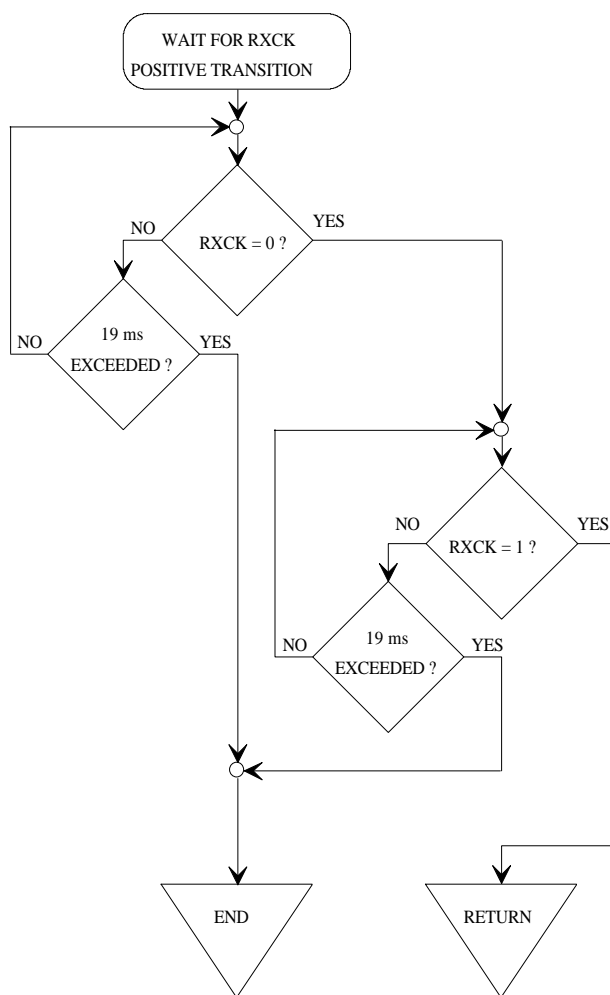 WAIT FOR RXCK
POSITIVE TRANSITION
NO
YES
RXCK = 0 ?
NO
19 ms
EXCEEDED ?
YES
NO
YES
RXCK = 1 ?
NO
19 ms
EXCEEDED ?
YES
END
RETURN